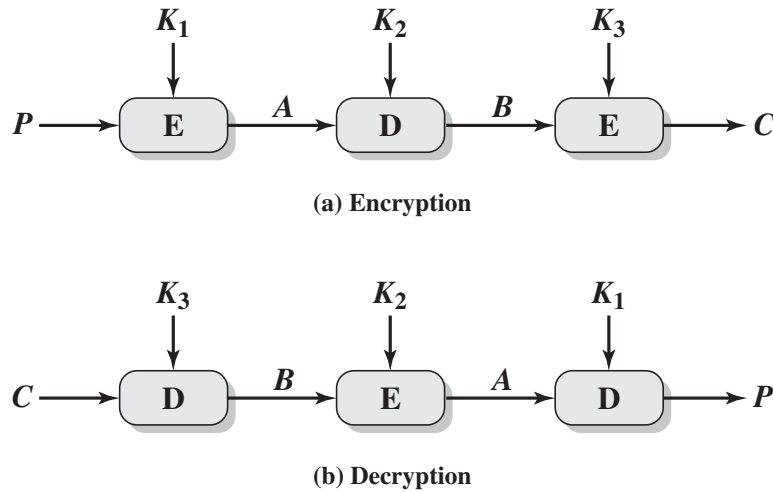 K1 K2 K3
P E A D B E C
(a) Encryption
K3 K2 K1
C D B E A D P
(b) Decryption